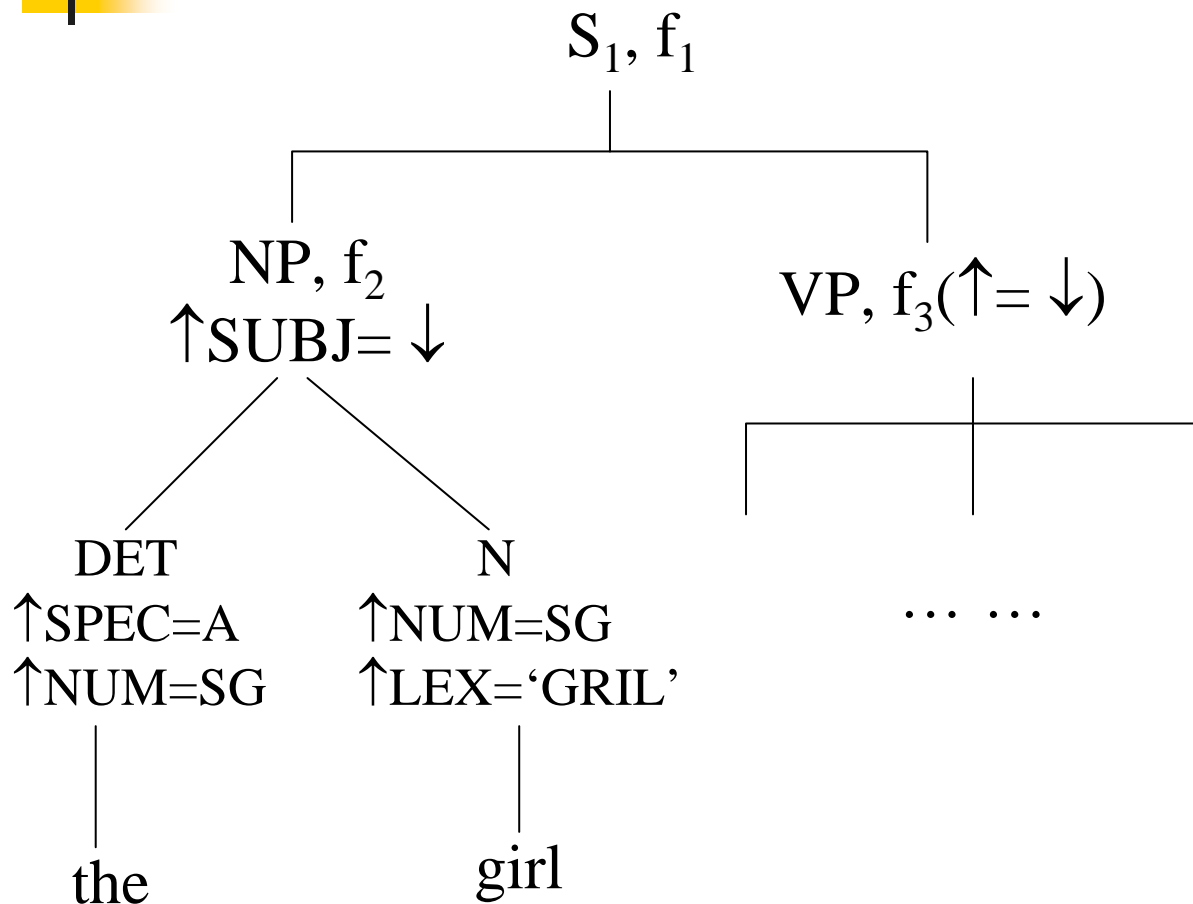 S₁, f₁
NP, f₂
↑SUBJ= ↓
VP, f₃(↑= ↓)
DET
↑SPEC=A
↑NUM=SG
N
↑NUM=SG
↑LEX=‘GRIL’
... ...
the
girl